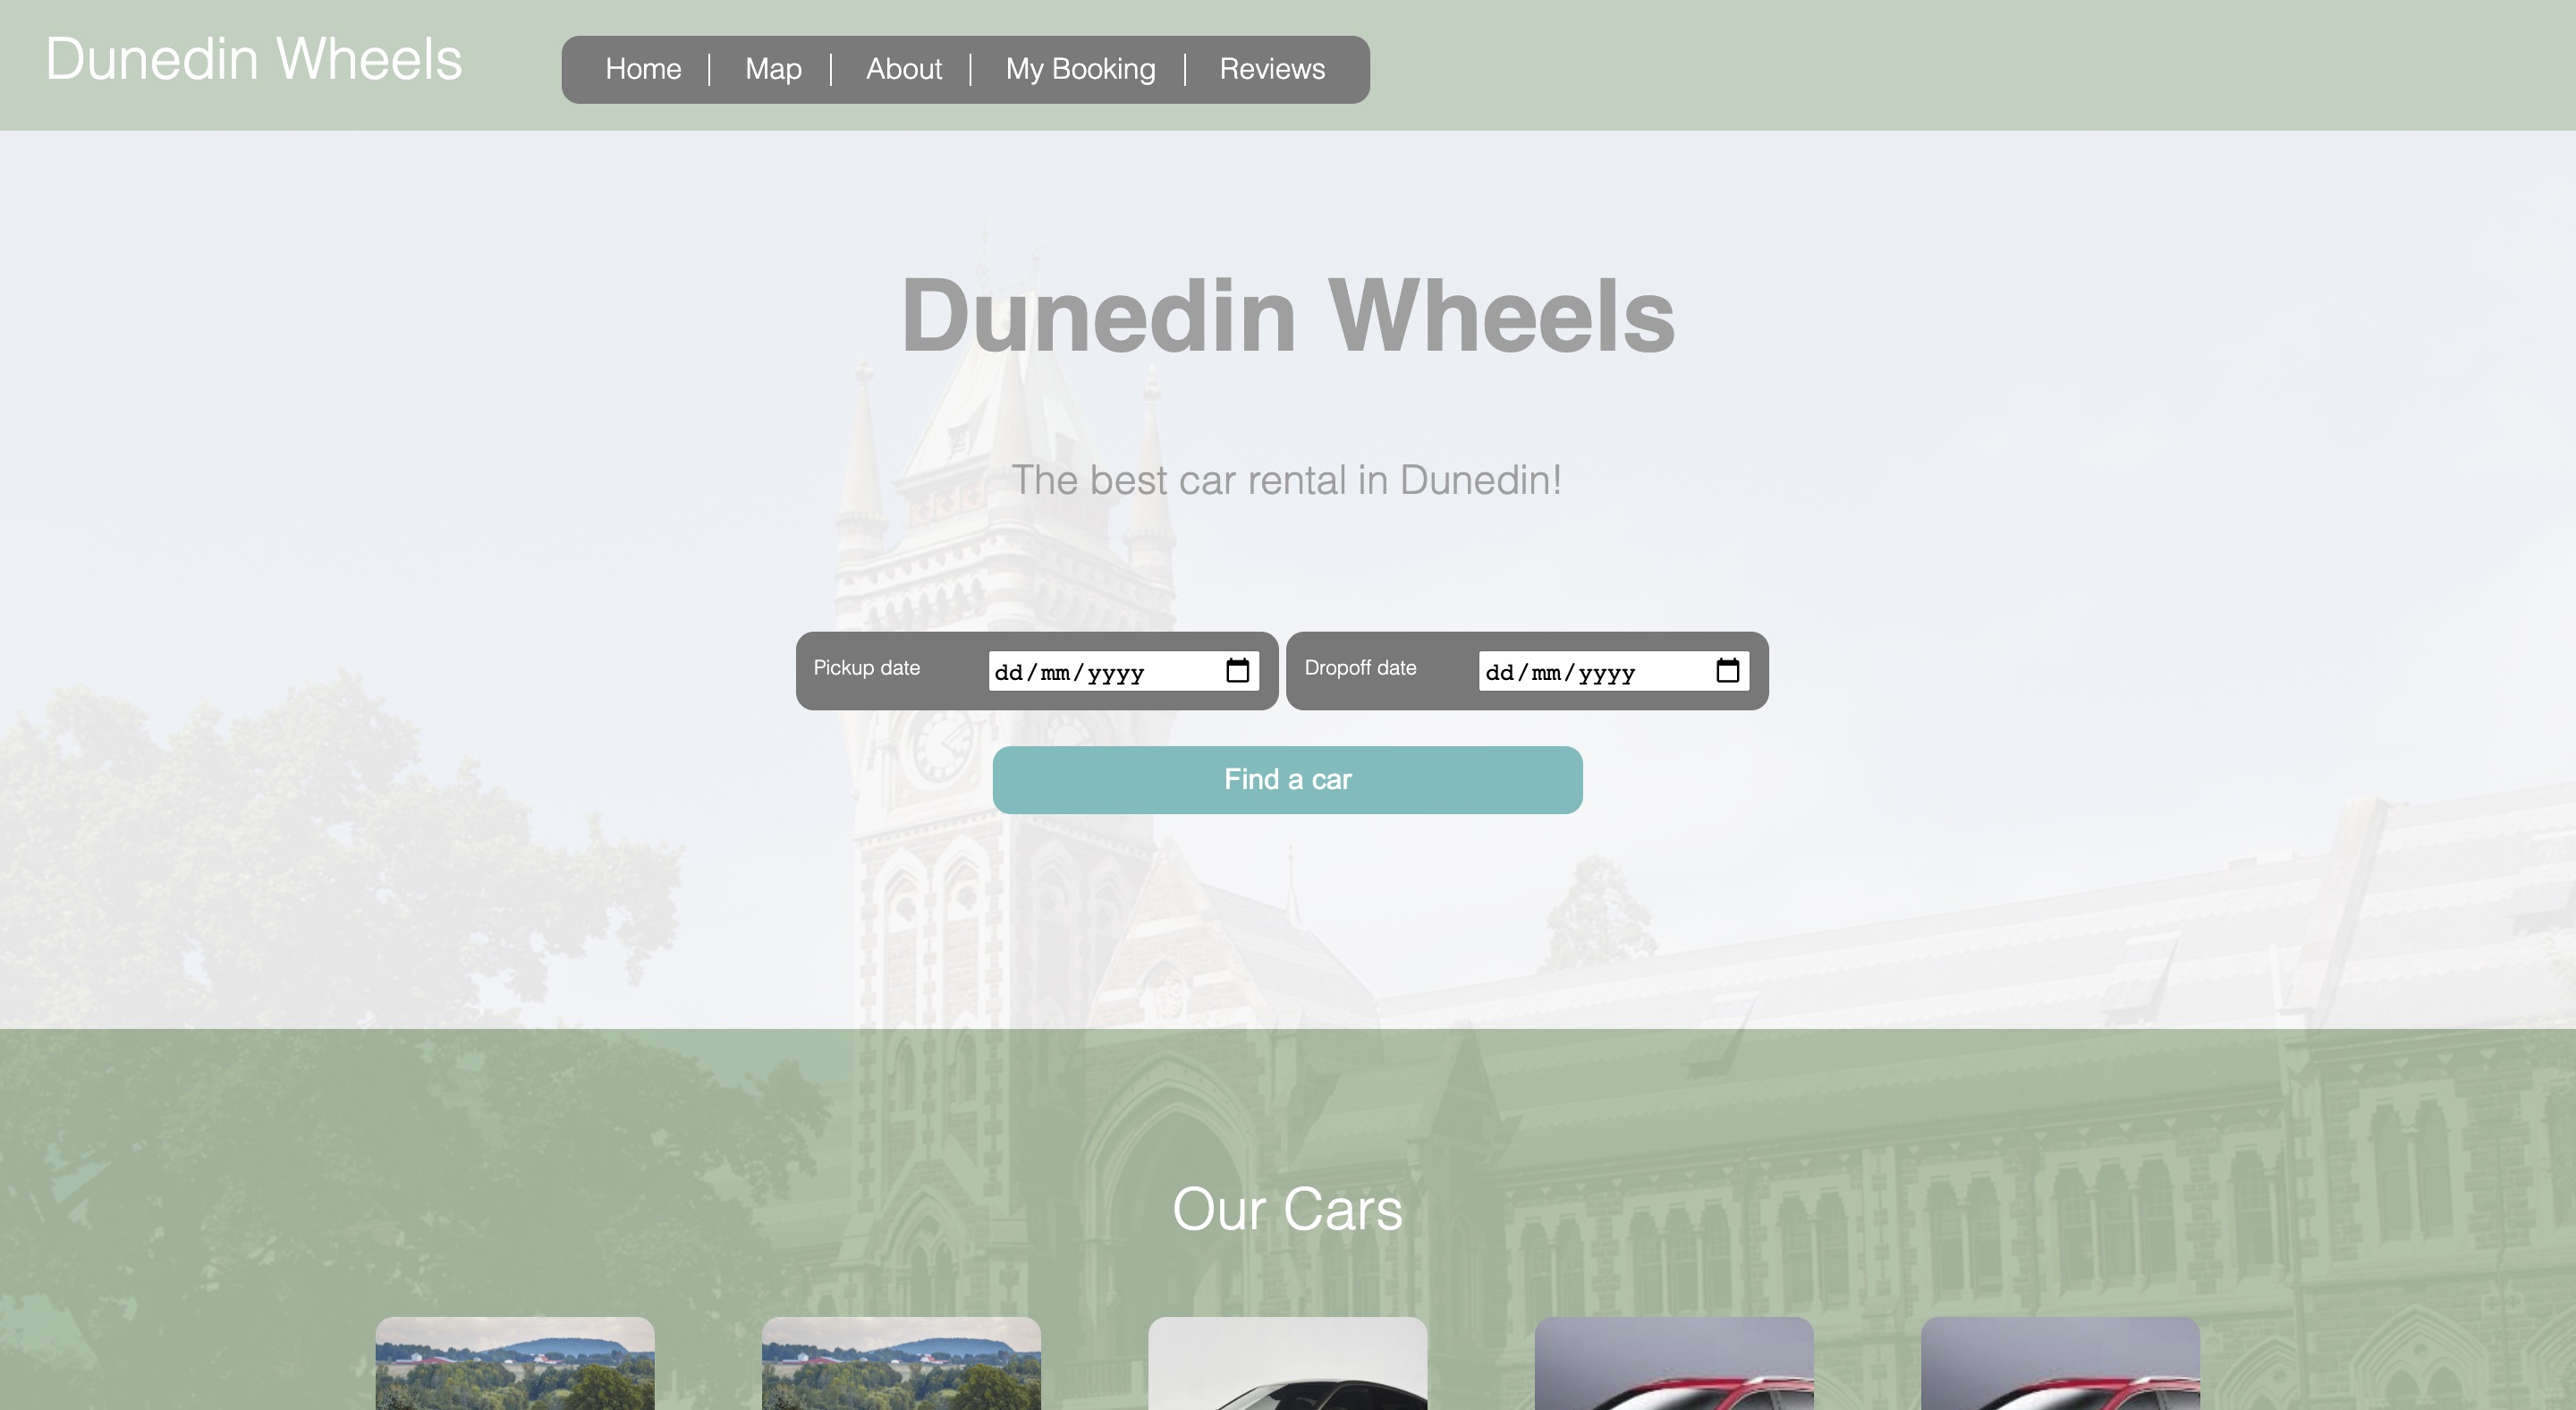 Dunedin Wheels
Home | Map | About | My Booking | Reviews
Dunedin Wheels
The best car rental in Dunedin!
Pickup date dd/mm/yyyy Dropoff date dd/mm/yyyy
Find a car
Our Cars